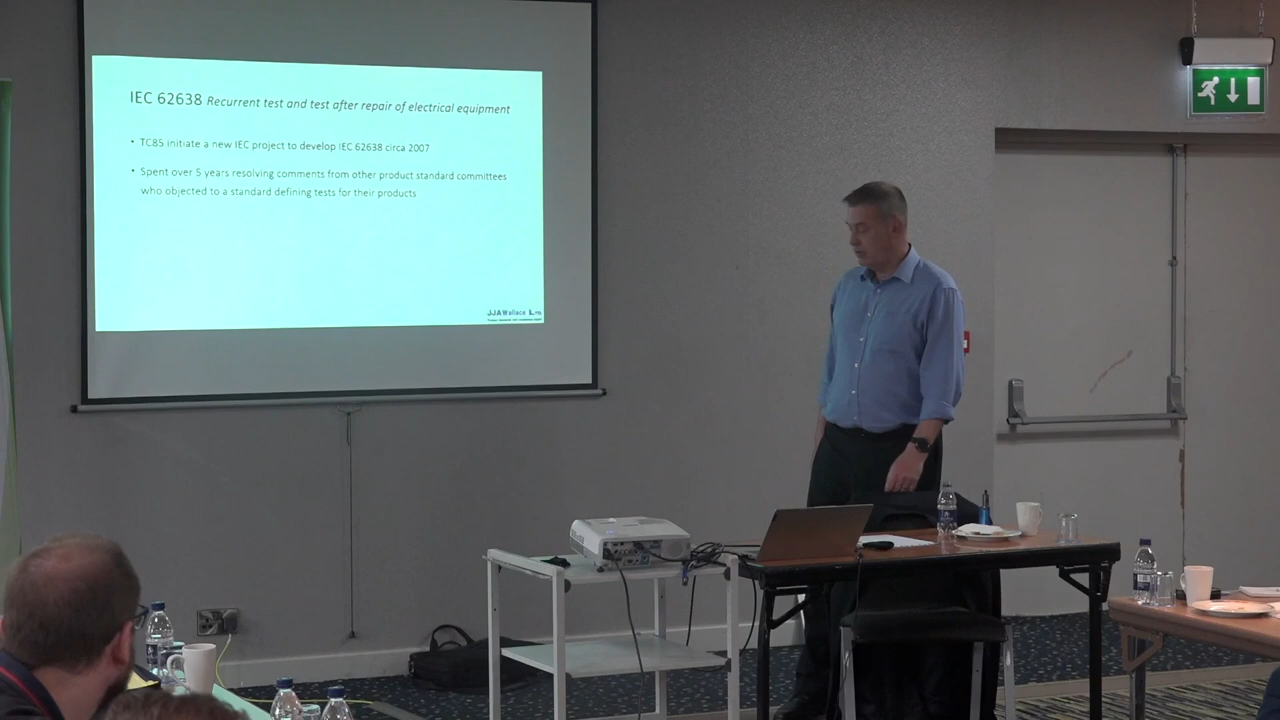 IEC 62638 Recurrent test and test after repair of electrical equipment
• TC85 initiate a new IEC project to develop IEC 62638 circa 2007
• Spent over 5 years resolving comments from other product standard committees
who objected to a standard defining tests for their products
JJAWallace LTD